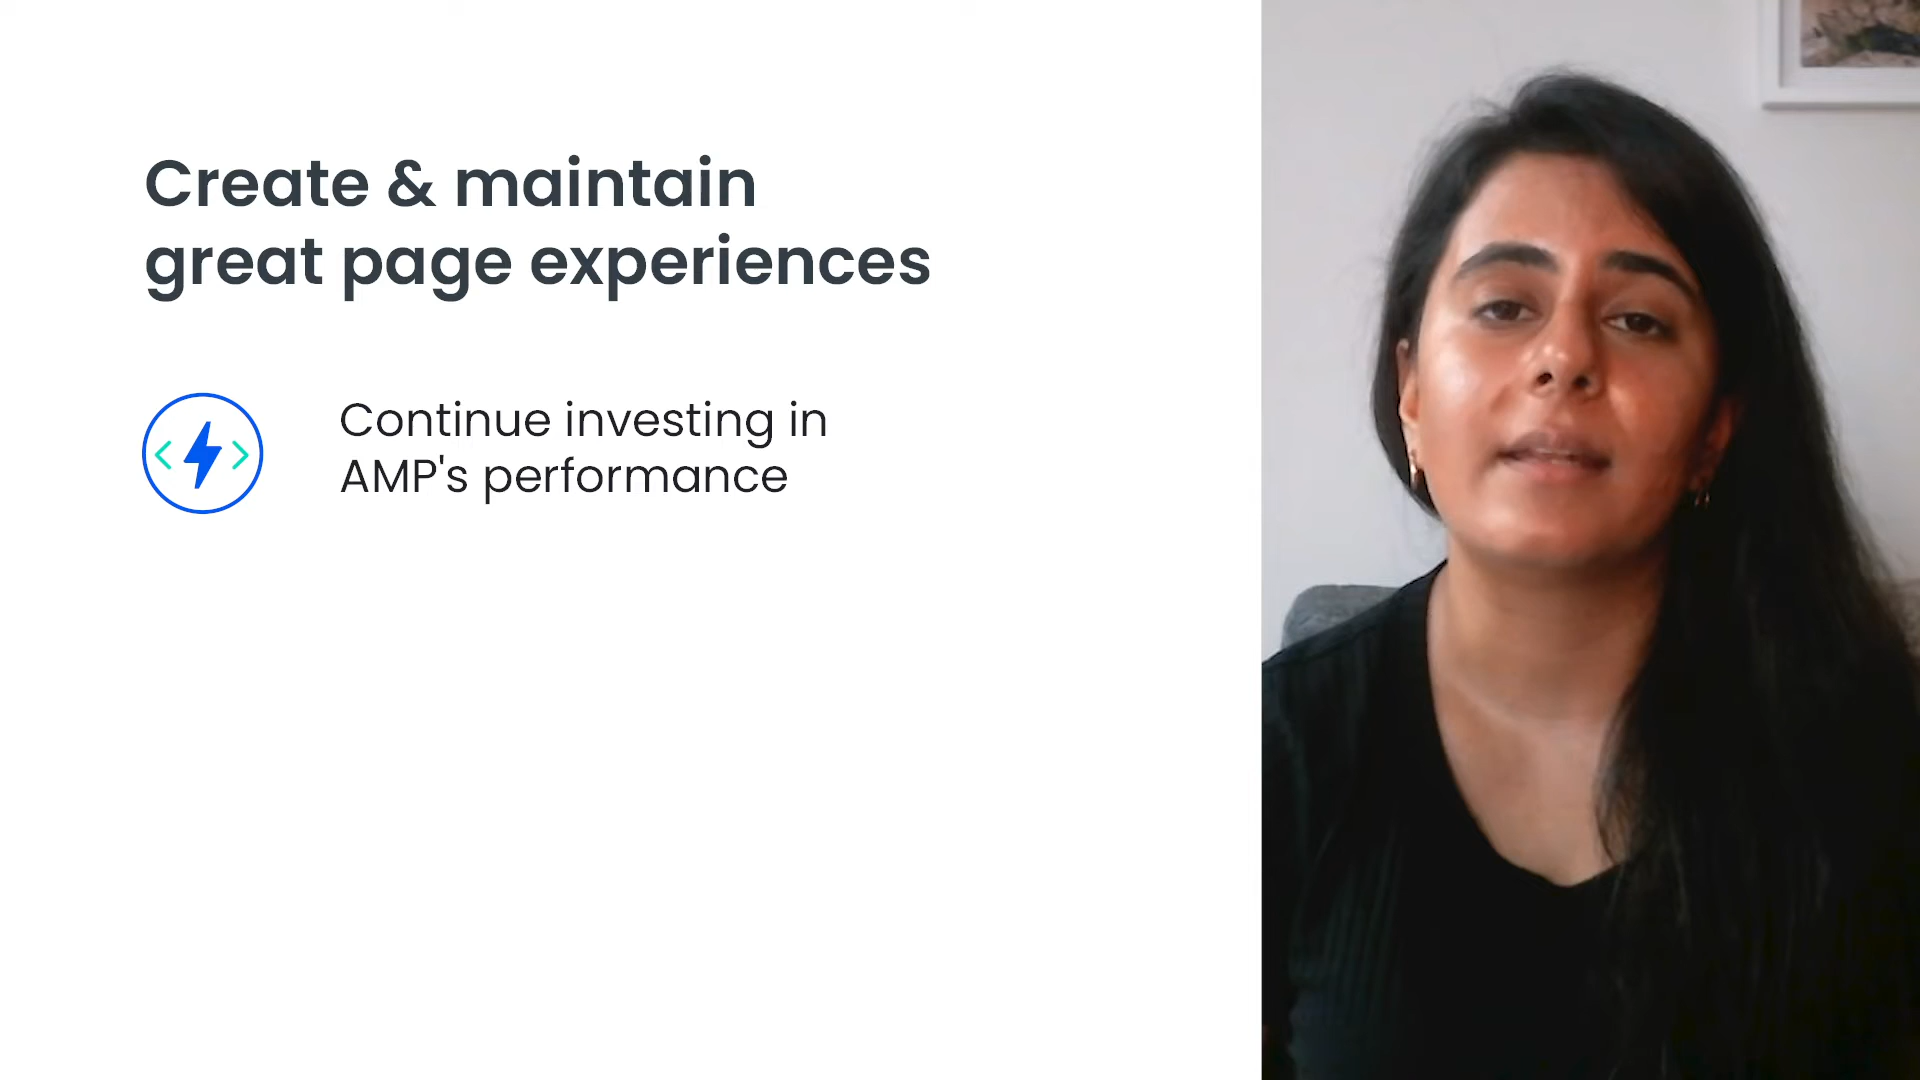 Create & maintain
great page experiences
Continue investing in
AMP's performance